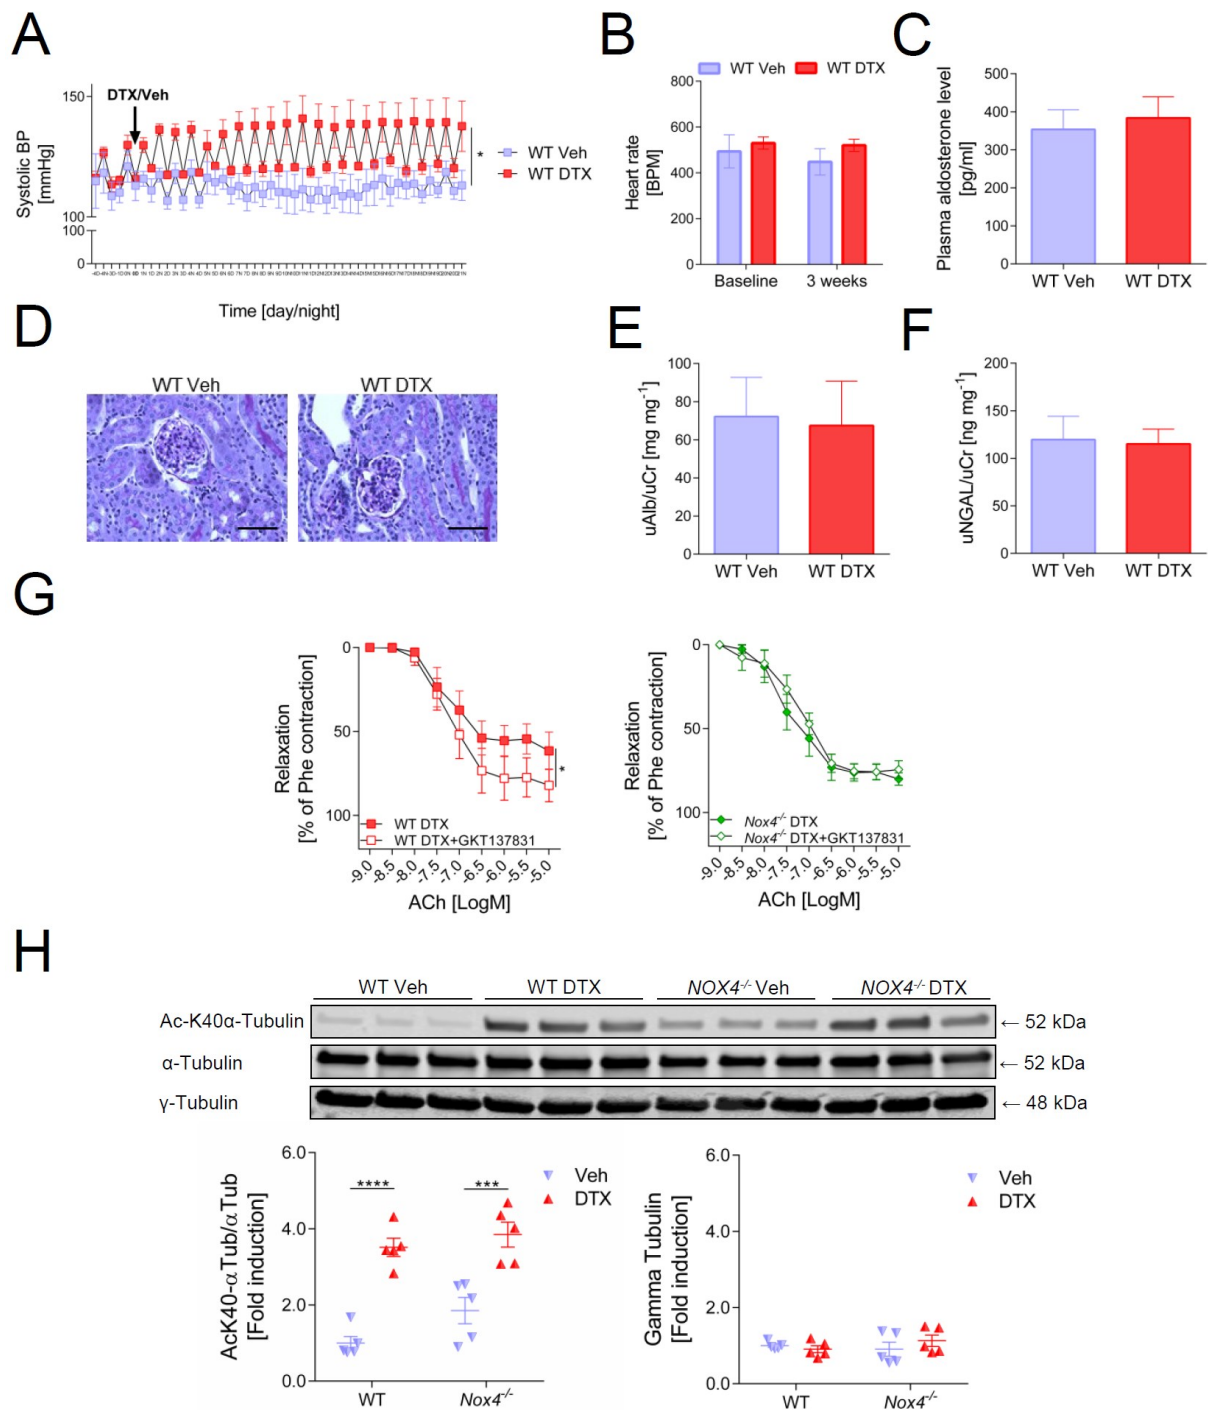 A
DTX/Veh
Systolic BP
[mmHg]
150
100
100
0
Time [day/night]
WT Veh
WT DTX
*
B
WT Veh
WT DTX
Heart rate
[BPM]
800
600
400
200
0
Baseline
3 weeks
C
Plasma aldosterone level
[pg/ml]
500
400
300
200
100
0
WT Veh
WT DTX
D
WT Veh
WT DTX
E
uAlb/uCr [mg mg⁻¹]
100
80
60
40
20
0
WT Veh
WT DTX
F
uNGAL/uCr [ng mg⁻¹]
200
150
100
50
0
WT Veh
WT DTX
G
Relaxation
[% of Phe contraction]
0
50
100
*
WT DTX
WT DTX+GKT137831
-9.0 -8.5 -8.0 -7.5 -7.0 -6.5 -6.0 -5.5 -5.0
ACh [LogM]
Relaxation
[% of Phe contraction]
0
50
100
Nox4⁻/⁻ DTX
Nox4⁻/⁻ DTX+GKT137831
-9.0 -8.5 -8.0 -7.5 -7.0 -6.5 -6.0 -5.5 -5.0
ACh [LogM]
H
WT Veh
WT DTX
NOX4⁻/⁻ Veh
NOX4⁻/⁻ DTX
Ac-K40α-Tubulin
← 52 kDa
α-Tubulin
← 52 kDa
γ-Tubulin
← 48 kDa
AcK40-αTub/αTub
[Fold induction]
6.0
4.0
2.0
0.0
****
***
Veh
DTX
WT
Nox4⁻/⁻
Gamma Tubulin
[Fold induction]
6.0
4.0
2.0
0.0
Veh
DTX
WT
Nox4⁻/⁻